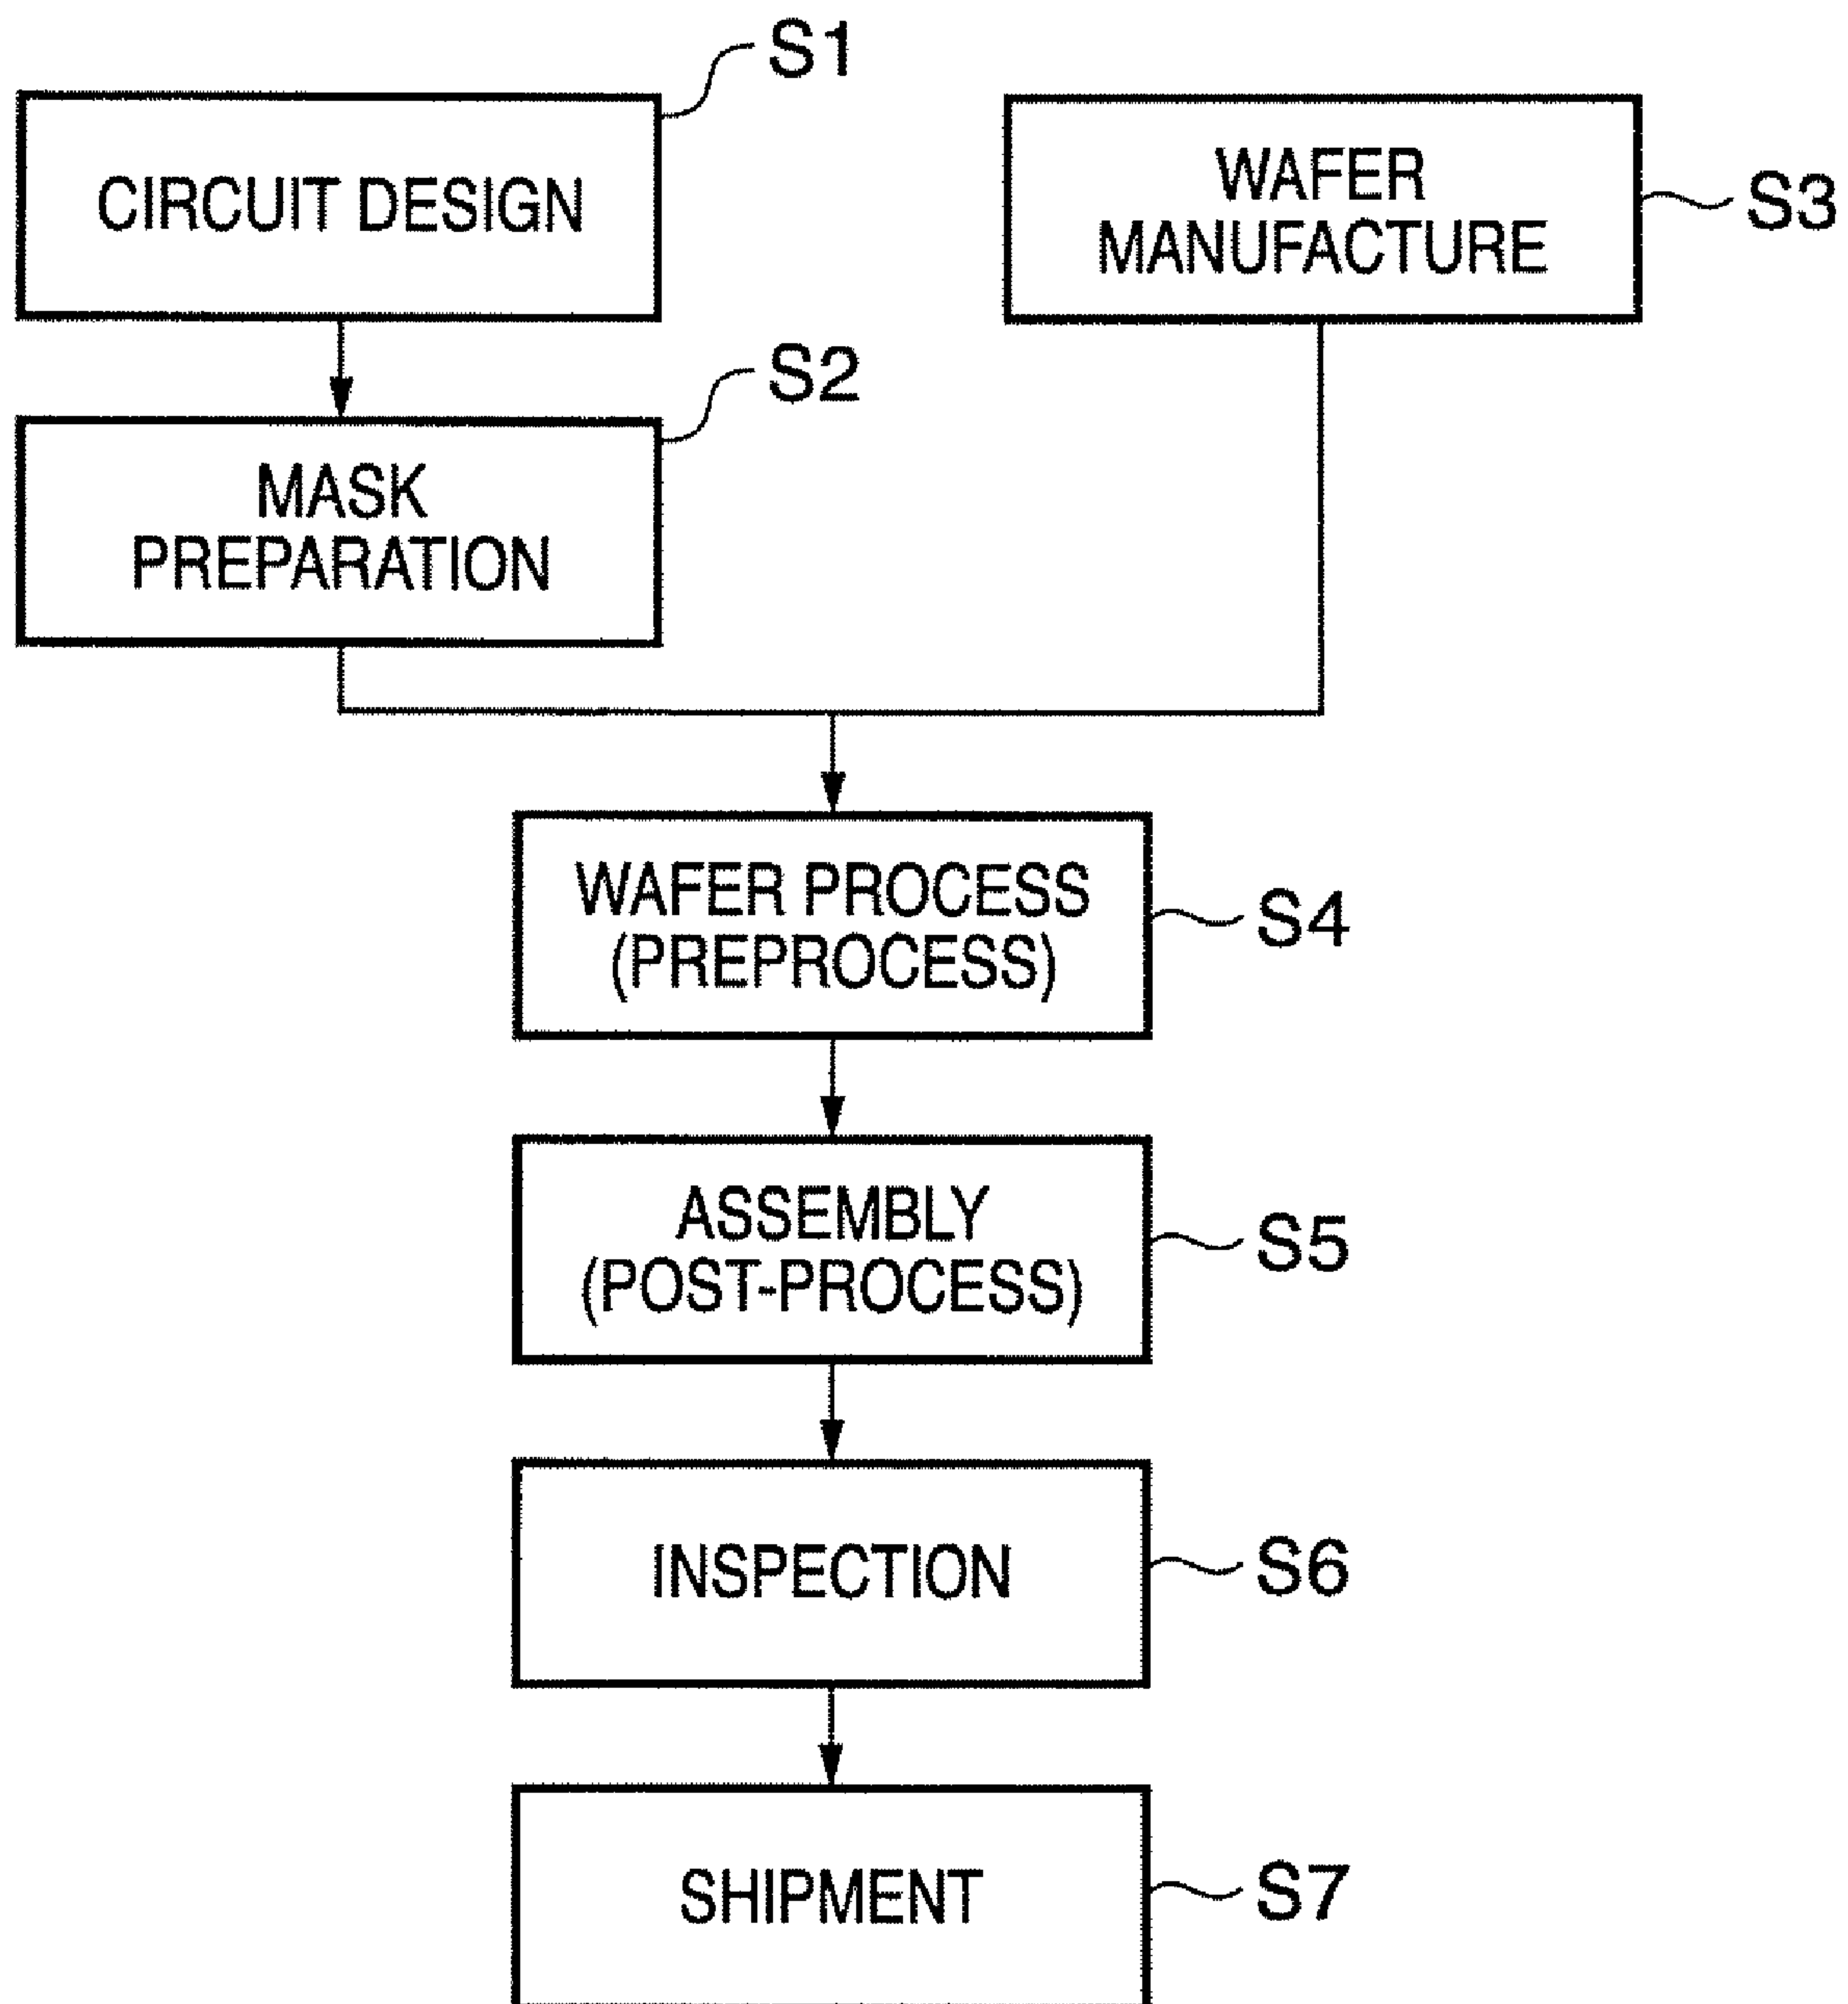 S1
CIRCUIT DESIGN
WAFER
MANUFACTURE
S3
S2
MASK
PREPARATION
WAFER PROCESS
(PREPROCESS)
S4
ASSEMBLY
(POST-PROCESS)
S5
INSPECTION
S6
SHIPMENT
S7